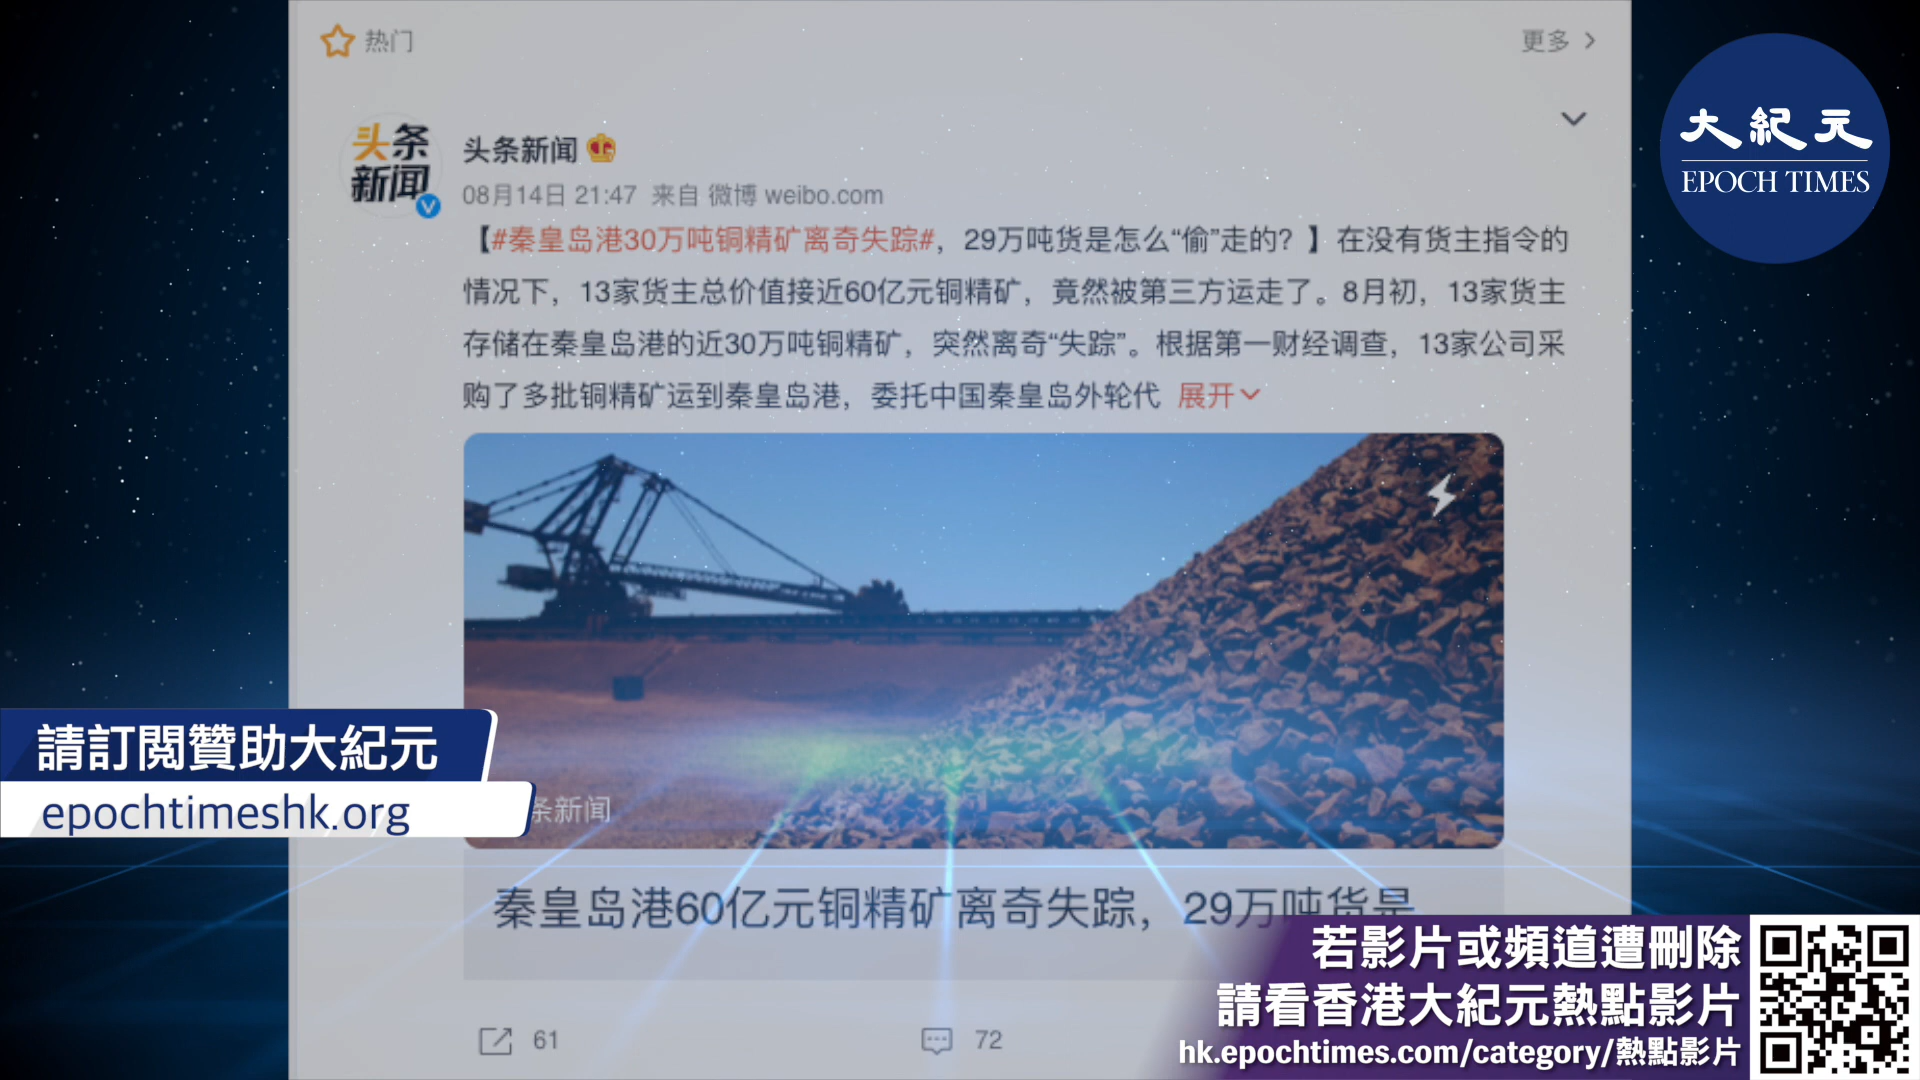 热门
更多
大紀元
EPOCH TIMES
头条
新闻
头条新闻
08月14日 21:47 来自 微博 weibo.com
【#秦皇岛港30万吨铜精矿离奇失踪#，29万吨货是怎么“偷”走的？】在没有货主指令的
情况下，13家货主总价值接近60亿元铜精矿，竟然被第三方运走了。8月初，13家货主
存储在秦皇岛港的近30万吨铜精矿，突然离奇“失踪”。根据第一财经调查，13家公司采
购了多批铜精矿运到秦皇岛港，委托中国秦皇岛外轮代 展开
請訂閱贊助大紀元
epochtimeshk.org
条新闻
秦皇岛港60亿元铜精矿离奇失踪，29万吨货是
61
72
若影片或頻道遭刪除
請看香港大紀元熱點影片
hk.epochtimes.com/category/熱點影片